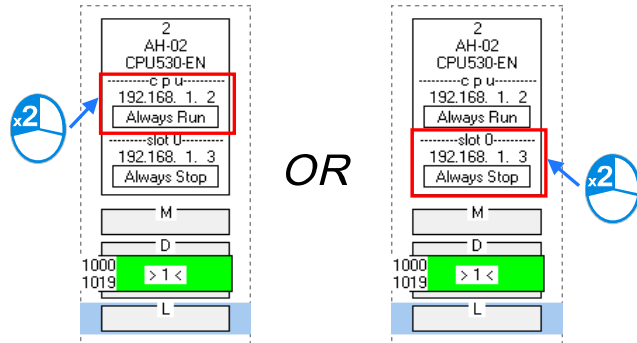 2
AH-02
CPU530-EN
--------c p u--------
192.168. 1. 2
Always Run
--------slot 0--------
192.168. 1. 3
Always Stop
M
D
1000
1019
> 1 <
L
x2
OR
2
AH-02
CPU530-EN
--------c p u--------
192.168. 1. 2
Always Run
--------slot 0--------
192.168. 1. 3
Always Stop
M
D
1000
1019
> 1 <
L
x2